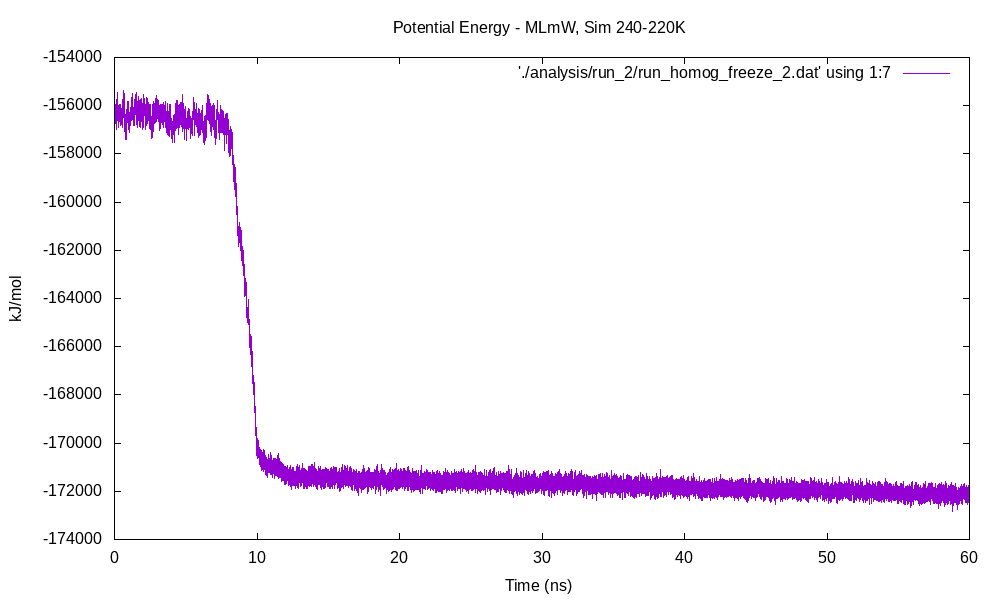 Potential Energy - MLmW, Sim 240-220K
'./analysis/run_2/run_homog_freeze_2.dat' using 1:7
-154000
-156000
-158000
-160000
-162000
-164000
-166000
-168000
-170000
-172000
-174000
kJ/mol
0 10 20 30 40 50 60
Time (ns)